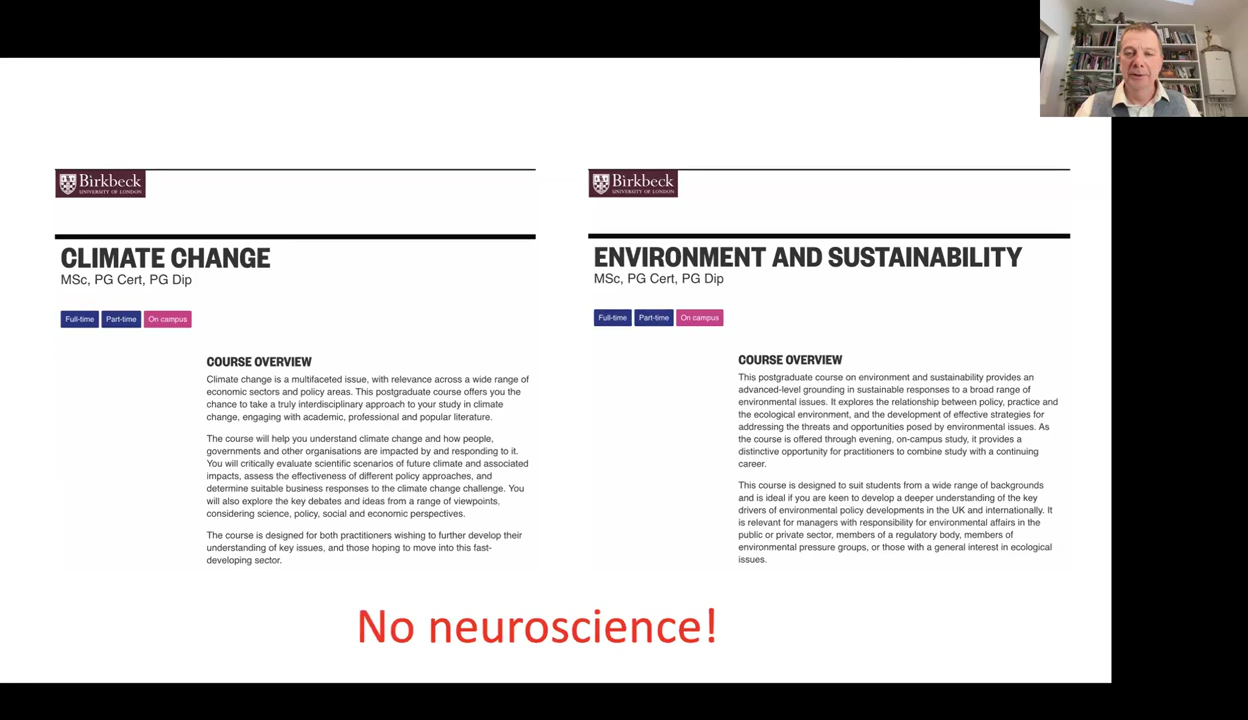 Birkbeck
UNIVERSITY OF LONDON
CLIMATE CHANGE
MSc, PG Cert, PG Dip
Full-time Part-time On campus
COURSE OVERVIEW
Climate change is a multifaceted issue, with relevance across a wide range of
economic sectors and policy areas. This postgraduate course offers you the
chance to take a truly interdisciplinary approach to your study in climate
change, engaging with academic, professional and popular literature.
The course will help you understand climate change and how people,
governments and other organisations are impacted by and responding to it.
You will critically evaluate scientific scenarios of future climate and associated
impacts, assess the effectiveness of different policy approaches, and
determine suitable business responses to the climate change challenge. You
will also explore the key debates and ideas from a range of viewpoints,
considering science, policy, social and economic perspectives.
The course is designed for both practitioners wishing to further develop their
understanding of key issues, and those hoping to move into this fast-
developing sector.
Birkbeck
UNIVERSITY OF LONDON
ENVIRONMENT AND SUSTAINABILITY
MSc, PG Cert, PG Dip
Full-time Part-time On campus
COURSE OVERVIEW
This postgraduate course on environment and sustainability provides an
advanced-level grounding in sustainable responses to a broad range of
environmental issues. It explores the relationship between policy, practice and
the ecological environment, and the development of effective strategies for
addressing the threats and opportunities posed by environmental issues. As
the course is offered through evening, on-campus study, it provides a
distinctive opportunity for practitioners to combine study with a continuing
career.
This course is designed to suit students from a wide range of backgrounds
and is ideal if you are keen to develop a deeper understanding of the key
drivers of environmental policy developments in the UK and internationally. It
is relevant for managers with responsibility for environmental affairs in the
public or private sector, members of a regulatory body, members of
environmental pressure groups, or those with a general interest in ecological
issues.
No neuroscience!